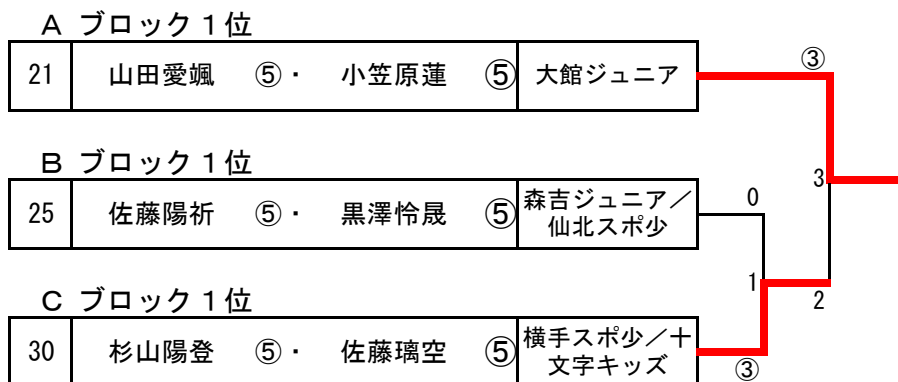 A ブロック１位
21 山田愛颯 ⑤・ 小笠原蓮 ⑤ 大館ジュニア
③
3
B ブロック１位
25 佐藤陽祈 ⑤・ 黒澤怜晟 ⑤ 森吉ジュニア／
仙北スポ少
0
1
2
C ブロック１位
30 杉山陽登 ⑤・ 佐藤璃空 ⑤ 横手スポ少／十
文字キッズ
③